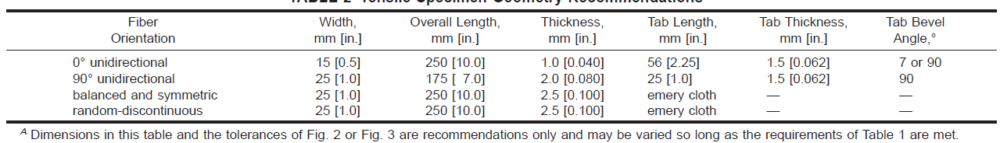 TABLE 2 Tensile Specimen Geometry Recommendations
Fiber Orientation | Width, mm [in.] | Overall Length, mm [in.] | Thickness, mm [in.] | Tab Length, mm [in.] | Tab Thickness, mm [in.] | Tab Bevel Angle,°
0° unidirectional | 15 [0.5] | 250 [10.0] | 1.0 [0.040] | 56 [2.25] | 1.5 [0.062] | 7 or 90
90° unidirectional | 25 [1.0] | 175 [ 7.0] | 2.0 [0.080] | 25 [1.0] | 1.5 [0.062] | 90
balanced and symmetric | 25 [1.0] | 250 [10.0] | 2.5 [0.100] | emery cloth | — | —
random-discontinuous | 25 [1.0] | 250 [10.0] | 2.5 [0.100] | emery cloth | — | —
A Dimensions in this table and the tolerances of Fig. 2 or Fig. 3 are recommendations only and may be varied so long as the requirements of Table 1 are met.